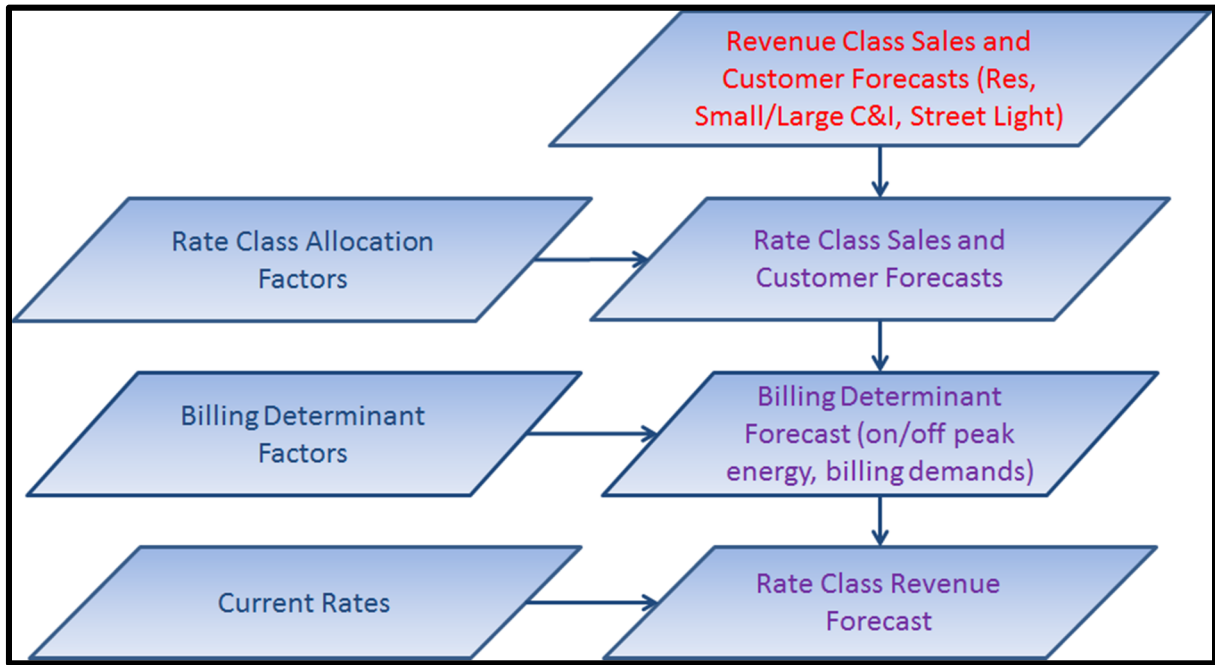 Revenue Class Sales and
Customer Forecasts (Res,
Small/Large C&I, Street Light)
Rate Class Allocation
Factors
Rate Class Sales and
Customer Forecasts
Billing Determinant
Factors
Billing Determinant
Forecast (on/off peak
energy, billing demands)
Current Rates
Rate Class Revenue
Forecast